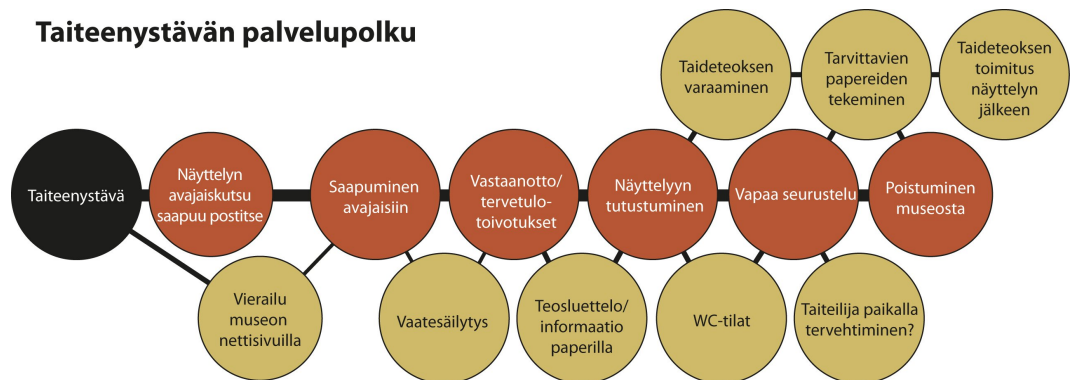 Taiteenystävän palvelupolku
Taideteoksen
varaaminen
Tarvittavien
papereiden
tekeminen
Taideteoksen
toimitus
näyttelyn
jälkeen
Taiteenystävä
Näyttelyn
avajaiskutsu
saapuu postitse
Saapuminen
avajaisiin
Vastaanotto/
tervetulo-
toivotukset
Näyttelyyn
tutustuminen
Vapaa seurustelu
Poistuminen
museosta
Vierailu
museon
nettisivuilla
Vaatesäilytys
Teosluettelo/
informaatio
paperilla
WC-tilat
Taiteilija paikalla
tervehtiminen?